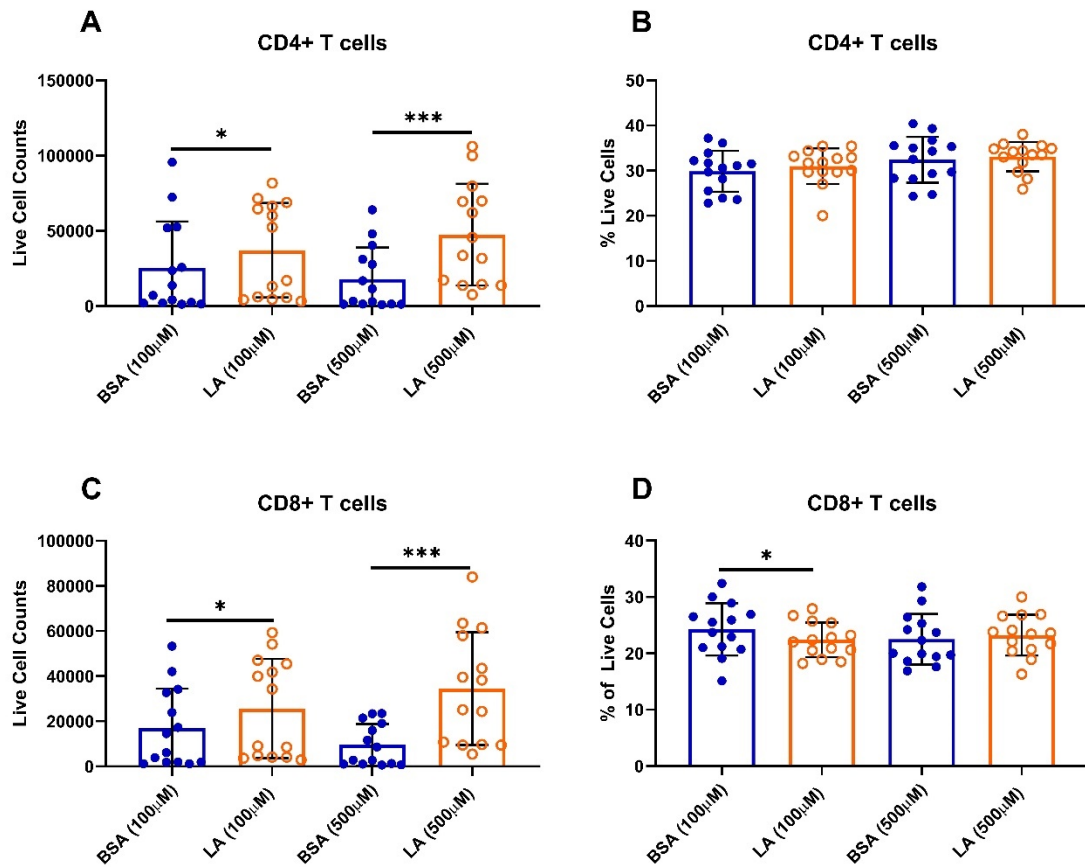 A
CD4+ T cells
Live Cell Counts
150000
100000
50000
0
*
***
BSA (100μM)
LA (100μM)
BSA (500μM)
LA (500μM)
B
CD4+ T cells
% Live Cells
50
40
30
20
10
0
BSA (100μM)
LA (100μM)
BSA (500μM)
LA (500μM)
C
CD8+ T cells
Live Cell Counts
100000
80000
60000
40000
20000
0
*
***
BSA (100μM)
LA (100μM)
BSA (500μM)
LA (500μM)
D
CD8+ T cells
% of Live Cells
40
30
20
10
0
*
BSA (100μM)
LA (100μM)
BSA (500μM)
LA (500μM)